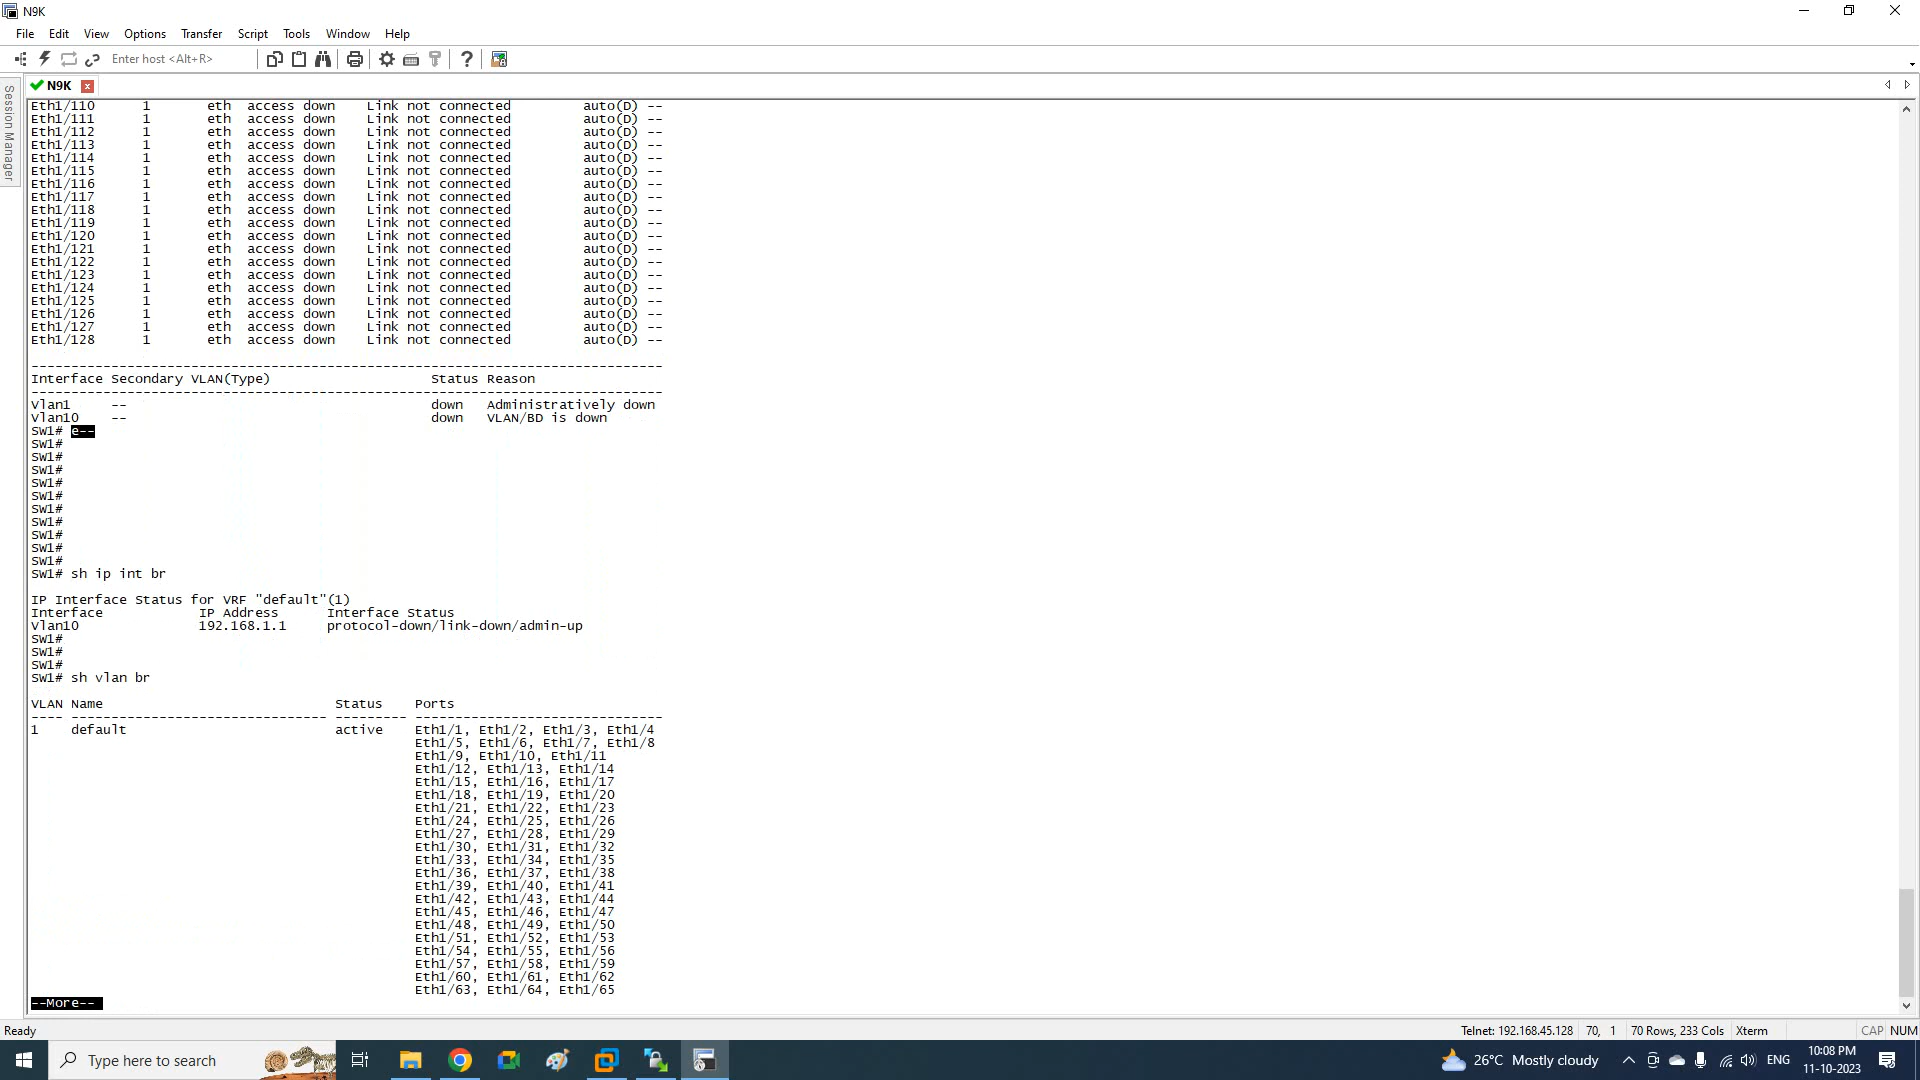 N9K
File Edit View Options Transfer Script Tools Window Help
Enter host <Alt+R>
Session Manager
N9K
Eth1/110 1 eth access down Link not connected auto(D) --
Eth1/111 1 eth access down Link not connected auto(D) --
Eth1/112 1 eth access down Link not connected auto(D) --
Eth1/113 1 eth access down Link not connected auto(D) --
Eth1/114 1 eth access down Link not connected auto(D) --
Eth1/115 1 eth access down Link not connected auto(D) --
Eth1/116 1 eth access down Link not connected auto(D) --
Eth1/117 1 eth access down Link not connected auto(D) --
Eth1/118 1 eth access down Link not connected auto(D) --
Eth1/119 1 eth access down Link not connected auto(D) --
Eth1/120 1 eth access down Link not connected auto(D) --
Eth1/121 1 eth access down Link not connected auto(D) --
Eth1/122 1 eth access down Link not connected auto(D) --
Eth1/123 1 eth access down Link not connected auto(D) --
Eth1/124 1 eth access down Link not connected auto(D) --
Eth1/125 1 eth access down Link not connected auto(D) --
Eth1/126 1 eth access down Link not connected auto(D) --
Eth1/127 1 eth access down Link not connected auto(D) --
Eth1/128 1 eth access down Link not connected auto(D) --
-------------------------------------------------------------------------------
Interface Secondary VLAN(Type) Status Reason
-------------------------------------------------------------------------------
Vlan1 -- down Administratively down
Vlan10 -- down VLAN/BD is down
SW1# e--
SW1#
SW1#
SW1#
SW1#
SW1#
SW1#
SW1#
SW1#
SW1#
SW1#
SW1# sh ip int br
IP Interface Status for VRF "default"(1)
Interface IP Address Interface Status
Vlan10 192.168.1.1 protocol-down/link-down/admin-up
SW1#
SW1#
SW1#
SW1# sh vlan br
VLAN Name Status Ports
---- -------------------------------- --------- -------------------------------
1 default active Eth1/1, Eth1/2, Eth1/3, Eth1/4
Eth1/5, Eth1/6, Eth1/7, Eth1/8
Eth1/9, Eth1/10, Eth1/11
Eth1/12, Eth1/13, Eth1/14
Eth1/15, Eth1/16, Eth1/17
Eth1/18, Eth1/19, Eth1/20
Eth1/21, Eth1/22, Eth1/23
Eth1/24, Eth1/25, Eth1/26
Eth1/27, Eth1/28, Eth1/29
Eth1/30, Eth1/31, Eth1/32
Eth1/33, Eth1/34, Eth1/35
Eth1/36, Eth1/37, Eth1/38
Eth1/39, Eth1/40, Eth1/41
Eth1/42, Eth1/43, Eth1/44
Eth1/45, Eth1/46, Eth1/47
Eth1/48, Eth1/49, Eth1/50
Eth1/51, Eth1/52, Eth1/53
Eth1/54, Eth1/55, Eth1/56
Eth1/57, Eth1/58, Eth1/59
Eth1/60, Eth1/61, Eth1/62
Eth1/63, Eth1/64, Eth1/65
--More--
Ready Telnet: 192.168.45.128 70, 1 70 Rows, 233 Cols Xterm CAP NUM
Type here to search 26°C Mostly cloudy ENG 10:08 PM
11-10-2023